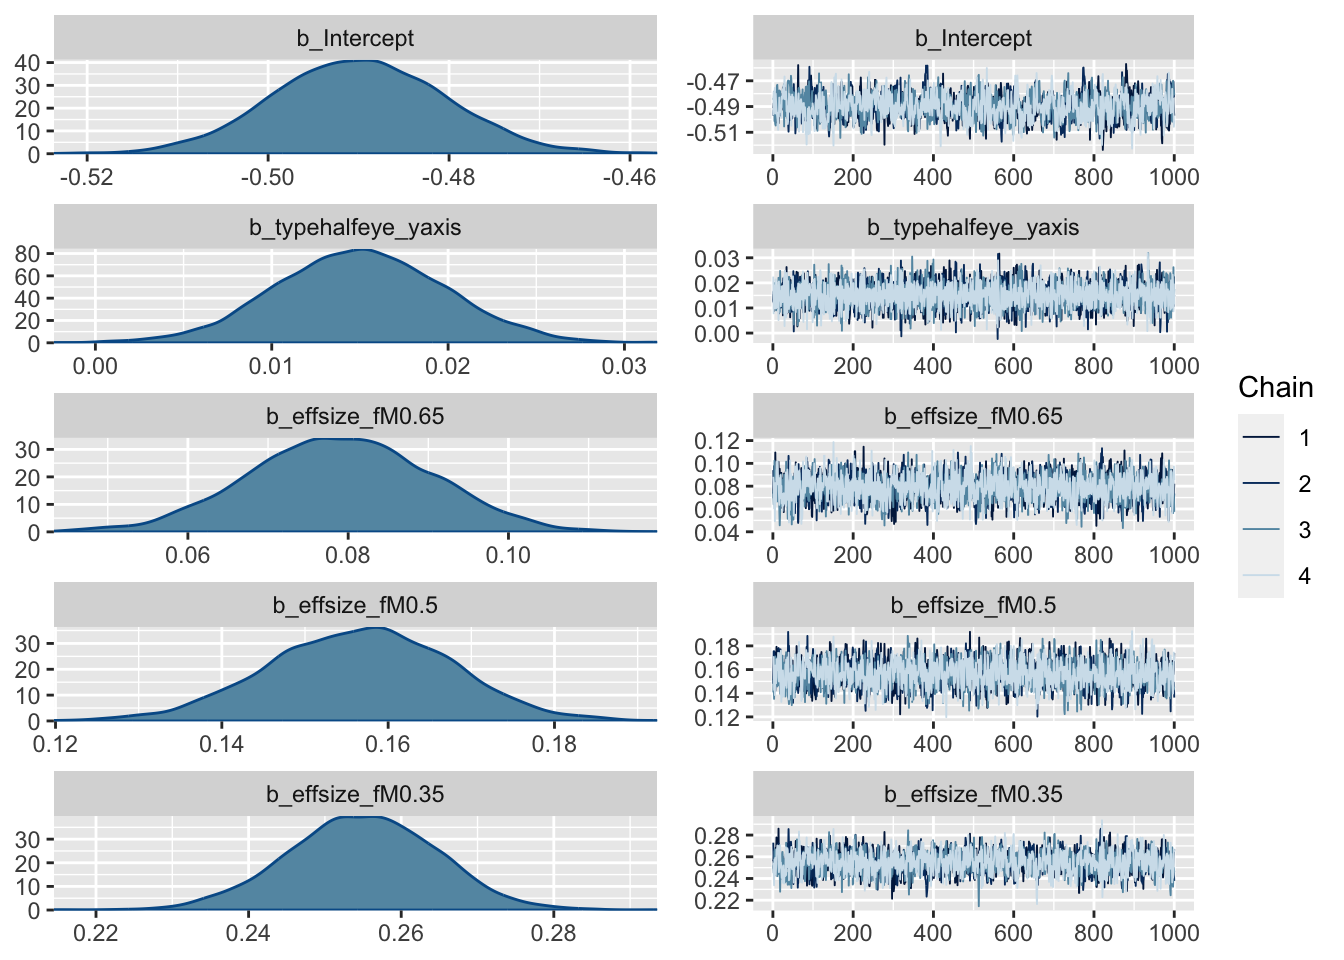 b_Intercept
40
30
20
10
0
-0.52 -0.50 -0.48 -0.46
b_Intercept
-0.47
-0.49
-0.51
0 200 400 600 800 1000
b_typehalfeye_yaxis
80
60
40
20
0
0.00 0.01 0.02 0.03
b_typehalfeye_yaxis
0.03
0.02
0.01
0.00
0 200 400 600 800 1000
b_effsize_fM0.65
30
20
10
0
0.06 0.08 0.10
b_effsize_fM0.65
0.12
0.10
0.08
0.06
0.04
0 200 400 600 800 1000
b_effsize_fM0.5
30
20
10
0
0.12 0.14 0.16 0.18
b_effsize_fM0.5
0.18
0.16
0.14
0.12
0 200 400 600 800 1000
b_effsize_fM0.35
30
20
10
0
0.22 0.24 0.26 0.28
b_effsize_fM0.35
0.28
0.26
0.24
0.22
0 200 400 600 800 1000
Chain
1
2
3
4